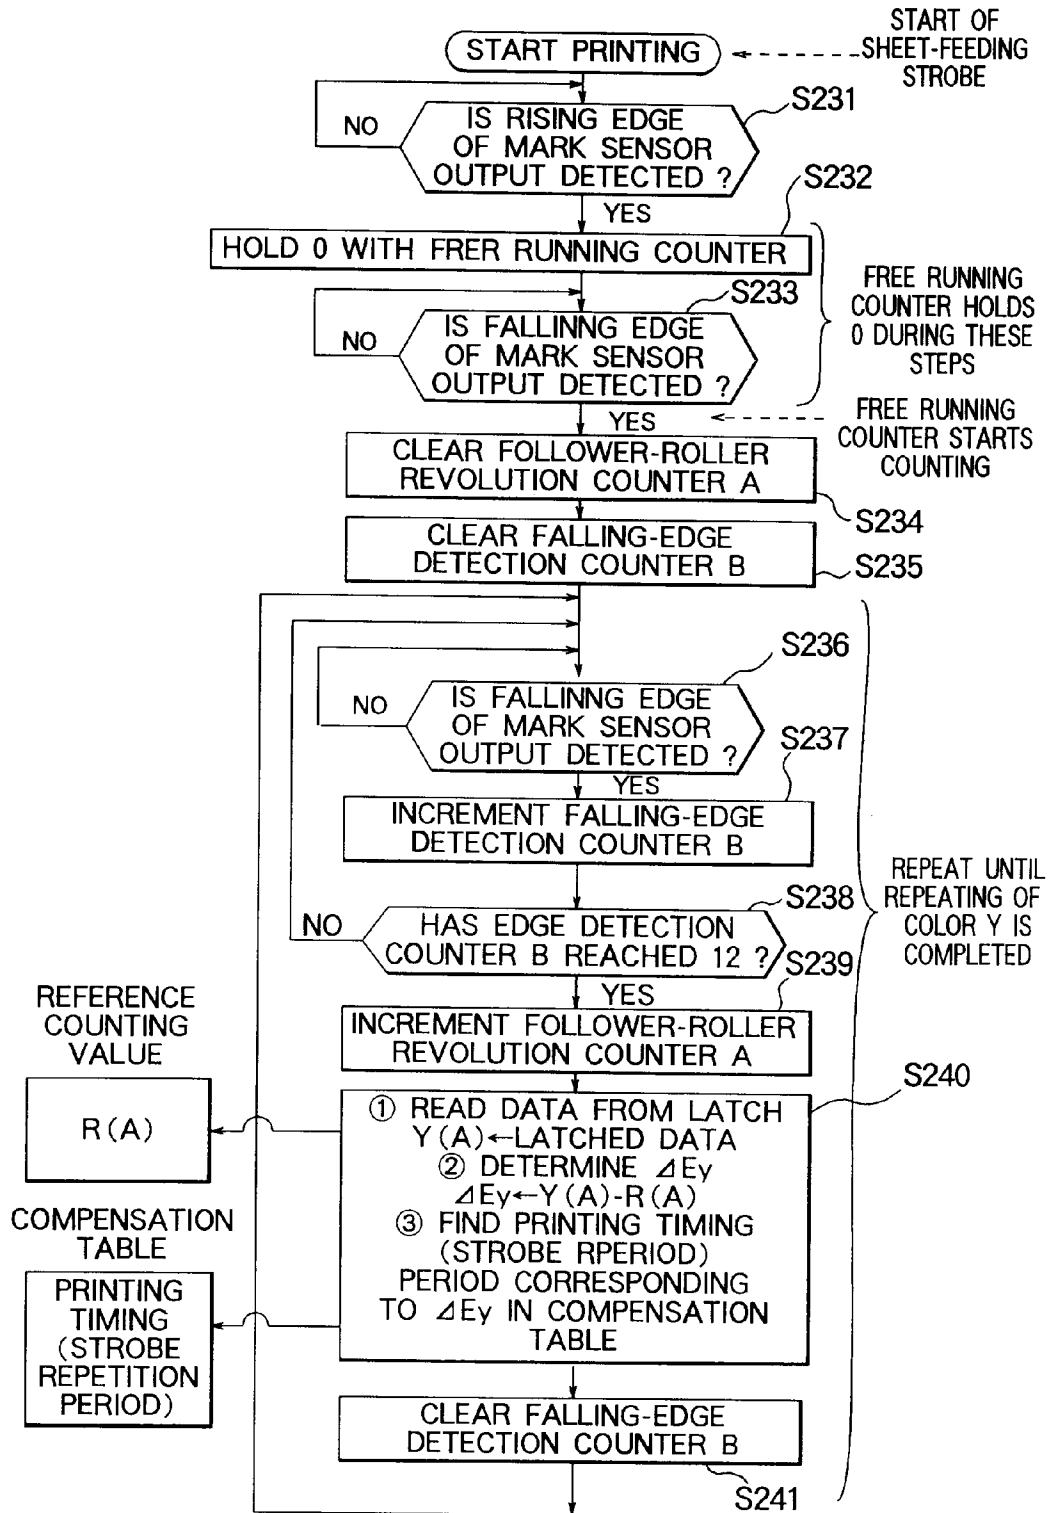 START PRINTING
START OF
SHEET-FEEDING
STROBE
S231
IS RISING EDGE
OF MARK SENSOR
OUTPUT DETECTED ?
NO
YES
S232
HOLD 0 WITH FRER RUNNING COUNTER
S233
IS FALLINNG EDGE
OF MARK SENSOR
OUTPUT DETECTED ?
NO
YES
FREE RUNNING
COUNTER HOLDS
0 DURING THESE
STEPS
FREE RUNNING
COUNTER STARTS
COUNTING
CLEAR FOLLOWER-ROLLER
REVOLUTION COUNTER A
S234
CLEAR FALLING-EDGE
DETECTION COUNTER B
S235
S236
IS FALLINNG EDGE
OF MARK SENSOR
OUTPUT DETECTED ?
NO
YES
S237
INCREMENT FALLING-EDGE
DETECTION COUNTER B
S238
HAS EDGE DETECTION
COUNTER B REACHED 12 ?
NO
YES
REPEAT UNTIL
REPEATING OF
COLOR Y IS
COMPLETED
S239
INCREMENT FOLLOWER-ROLLER
REVOLUTION COUNTER A
S240
REFERENCE
COUNTING
VALUE
R(A)
① READ DATA FROM LATCH
Y(A)←LATCHED DATA
② DETERMINE ⊿Ey
⊿Ey←Y(A)-R(A)
③ FIND PRINTING TIMING
(STROBE RPERIOD)
PERIOD CORRESPONDING
TO ⊿Ey IN COMPENSATION
TABLE
COMPENSATION
TABLE
PRINTING
TIMING
(STROBE
REPETITION
PERIOD)
CLEAR FALLING-EDGE
DETECTION COUNTER B
S241